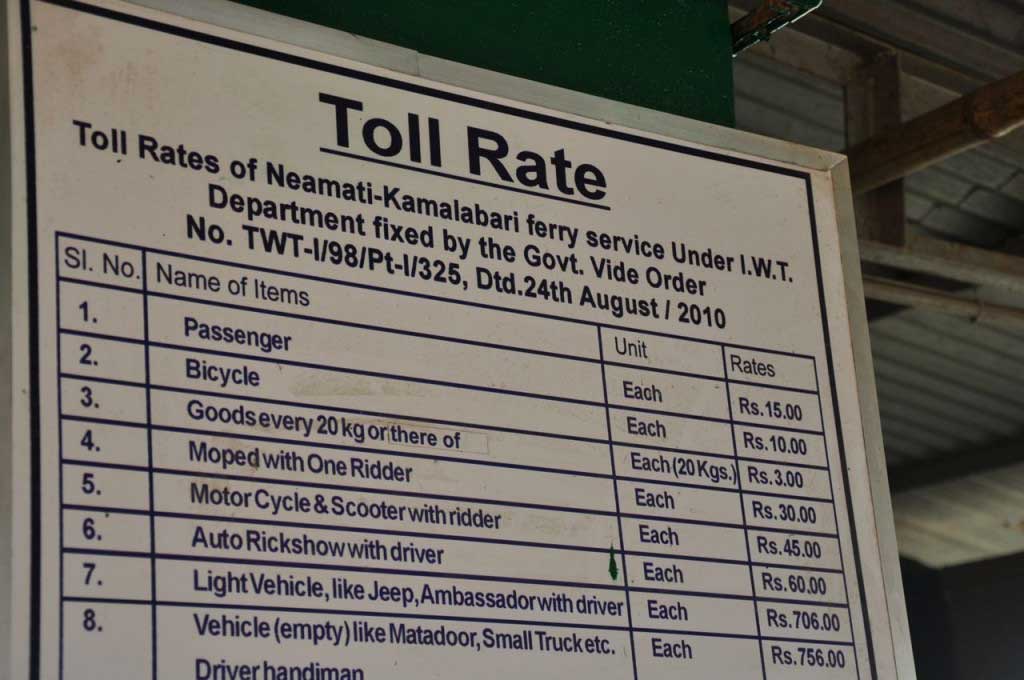 Toll Rate
Toll Rates of Neamati-Kamalabari ferry service Under I.W.T.
Department fixed by the Govt. Vide Order
No. TWT-I/98/Pt-I/325, Dtd.24th August / 2010
Sl. No. Name of Items Unit Rates
1. Passenger Each Rs.15.00
2. Bicycle Each Rs.10.00
3. Goods every 20 kg or there of Each (20 Kgs.) Rs.3.00
4. Moped with One Ridder Each Rs.30.00
5. Motor Cycle & Scooter with ridder Each Rs.45.00
6. Auto Rickshow with driver Each Rs.60.00
7. Light Vehicle, like Jeep, Ambassador with driver Each Rs.706.00
8. Vehicle (empty) like Matadoor, Small Truck etc. Each Rs.756.00
Driver handiman